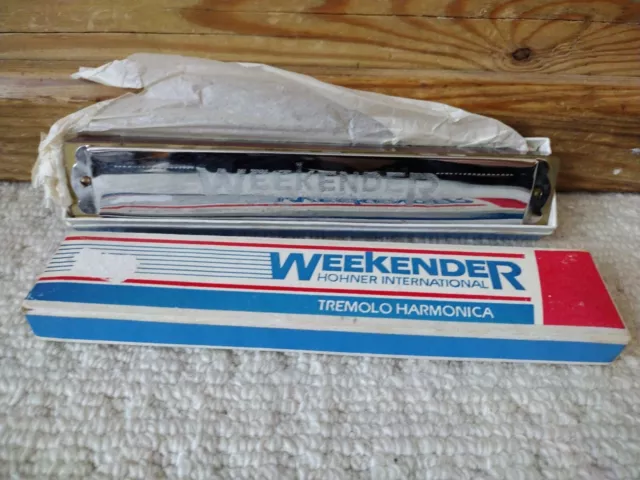 WEEKENDER
WEEKENDER
HOHNER INTERNATIONAL
TREMOLO HARMONICA